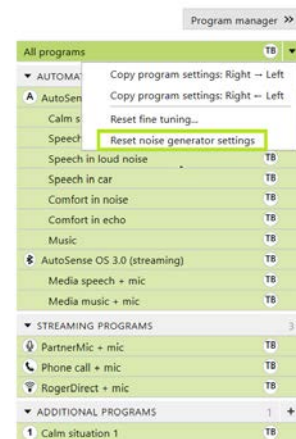 Program manager »
All programs TB
AUTOMA
Copy program settings: Right → Left
Copy program settings: Right ← Left
Reset fine tuning...
Reset noise generator settings
A AutoSen
Calm s
Speech
Speech in loud noise TB
Speech in car TB
Comfort in noise TB
Comfort in echo TB
Music TB
AutoSense OS 3.0 (streaming) TB
Media speech + mic TB
Media music + mic TB
STREAMING PROGRAMS 3
PartnerMic + mic TB
Phone call + mic TB
RogerDirect + mic TB
ADDITIONAL PROGRAMS 1 +
1 Calm situation 1 TB